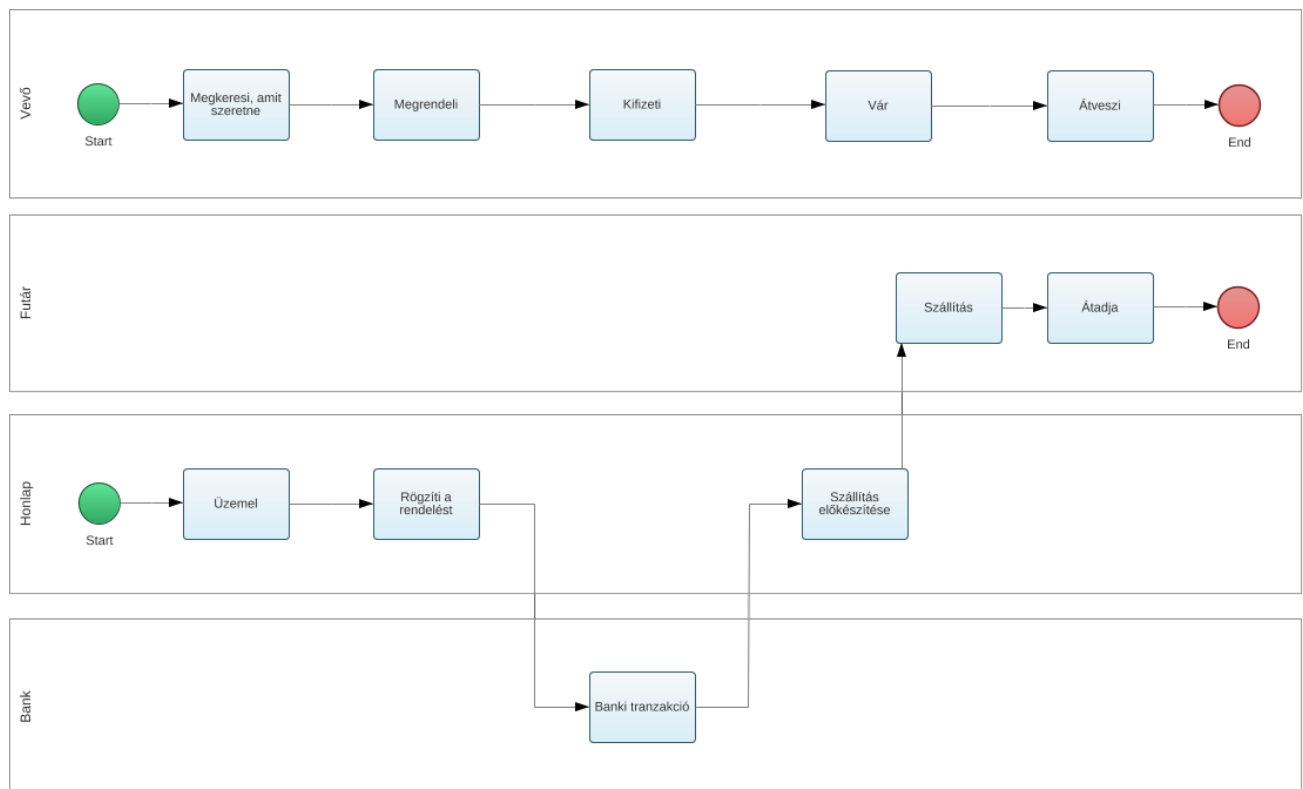 Vevő
Megkeresi, amit
szeretne
Megrendeli
Kifizeti
Vár
Átveszi
Start
End
Futár
Szállítás
Átadja
End
Honlap
Üzemel
Rögzíti a
rendelést
Szállítás
előkészítése
Start
Bank
Banki tranzakció